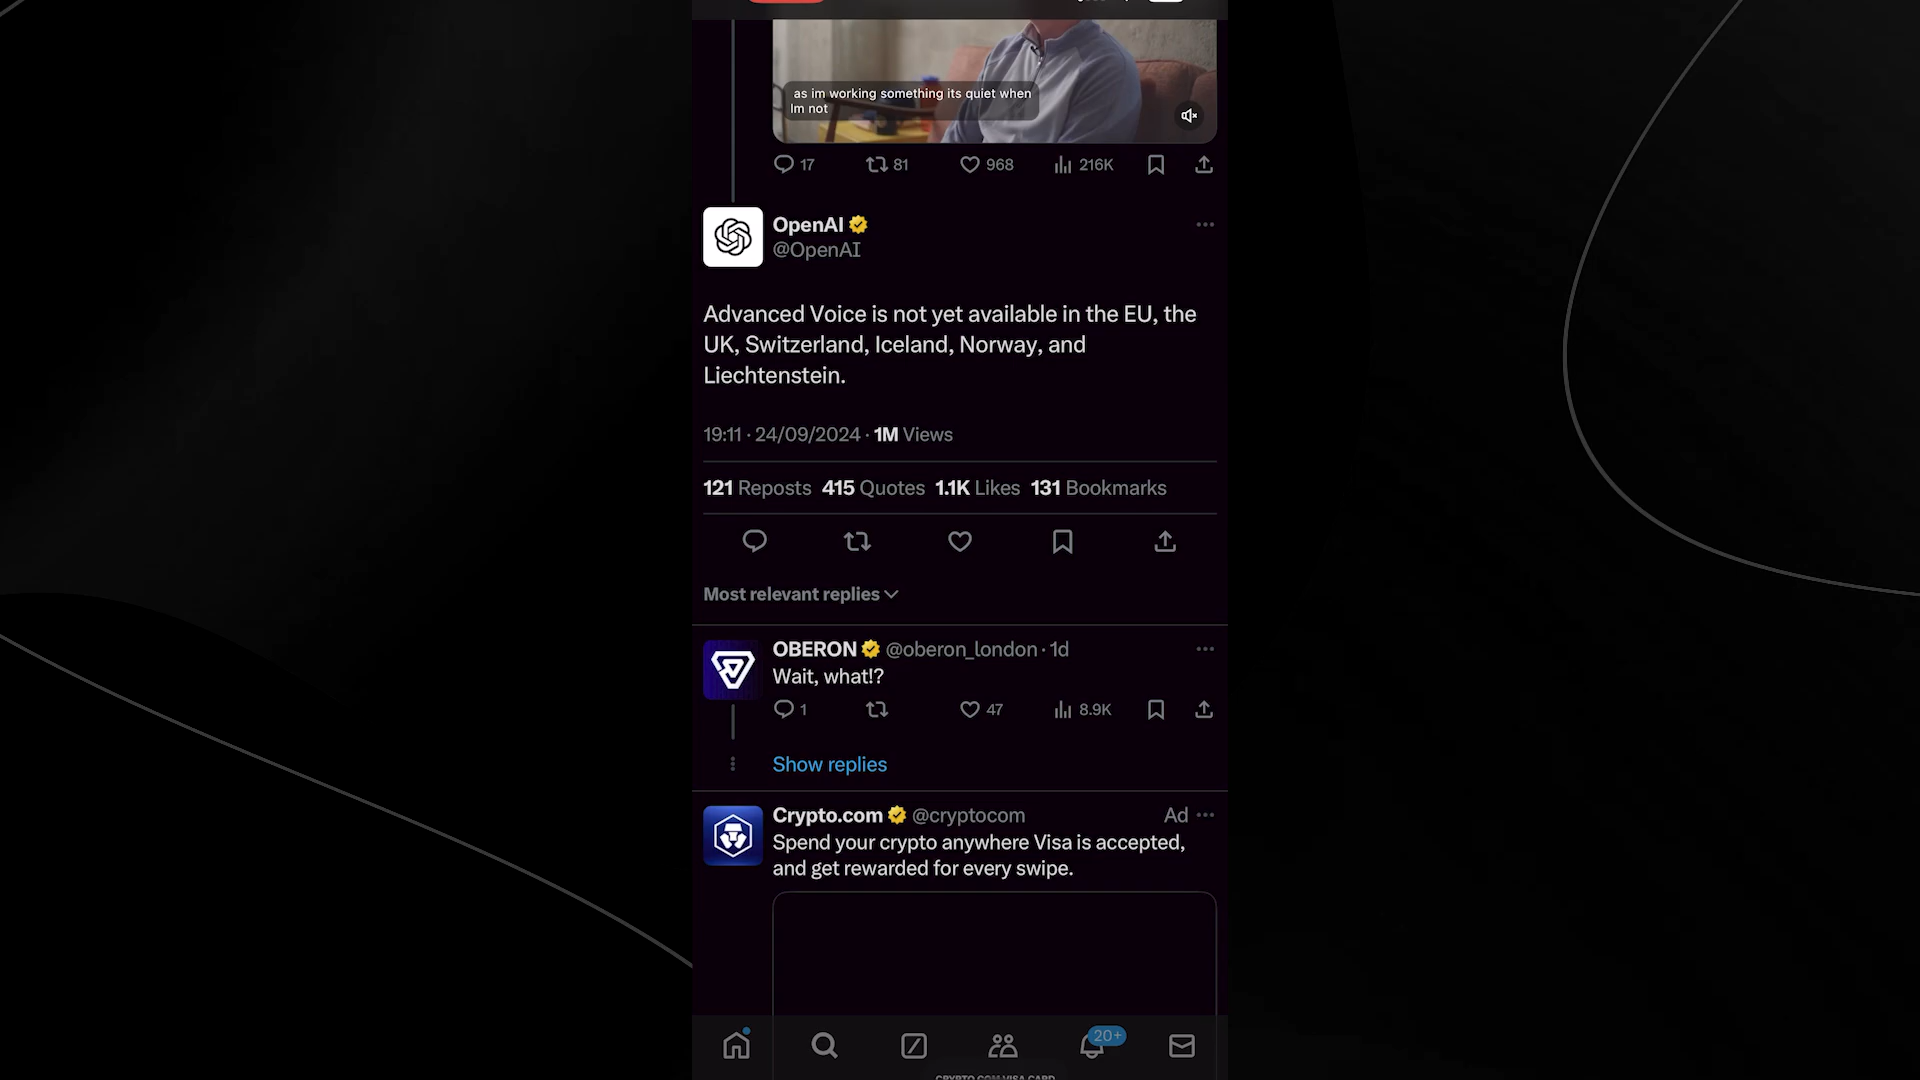 as im working something its quiet when
Im not
17 81 968 216K
OpenAI
@OpenAI
Advanced Voice is not yet available in the EU, the
UK, Switzerland, Iceland, Norway, and
Liechtenstein.
19:11 · 24/09/2024 · 1M Views
121 Reposts 415 Quotes 1.1K Likes 131 Bookmarks
Most relevant replies
OBERON @oberon_london · 1d
Wait, what!?
1 47 8.9K
Show replies
Crypto.com @cryptocom Ad
Spend your crypto anywhere Visa is accepted,
and get rewarded for every swipe.
20+
CRYPTO.COM VISA CARD